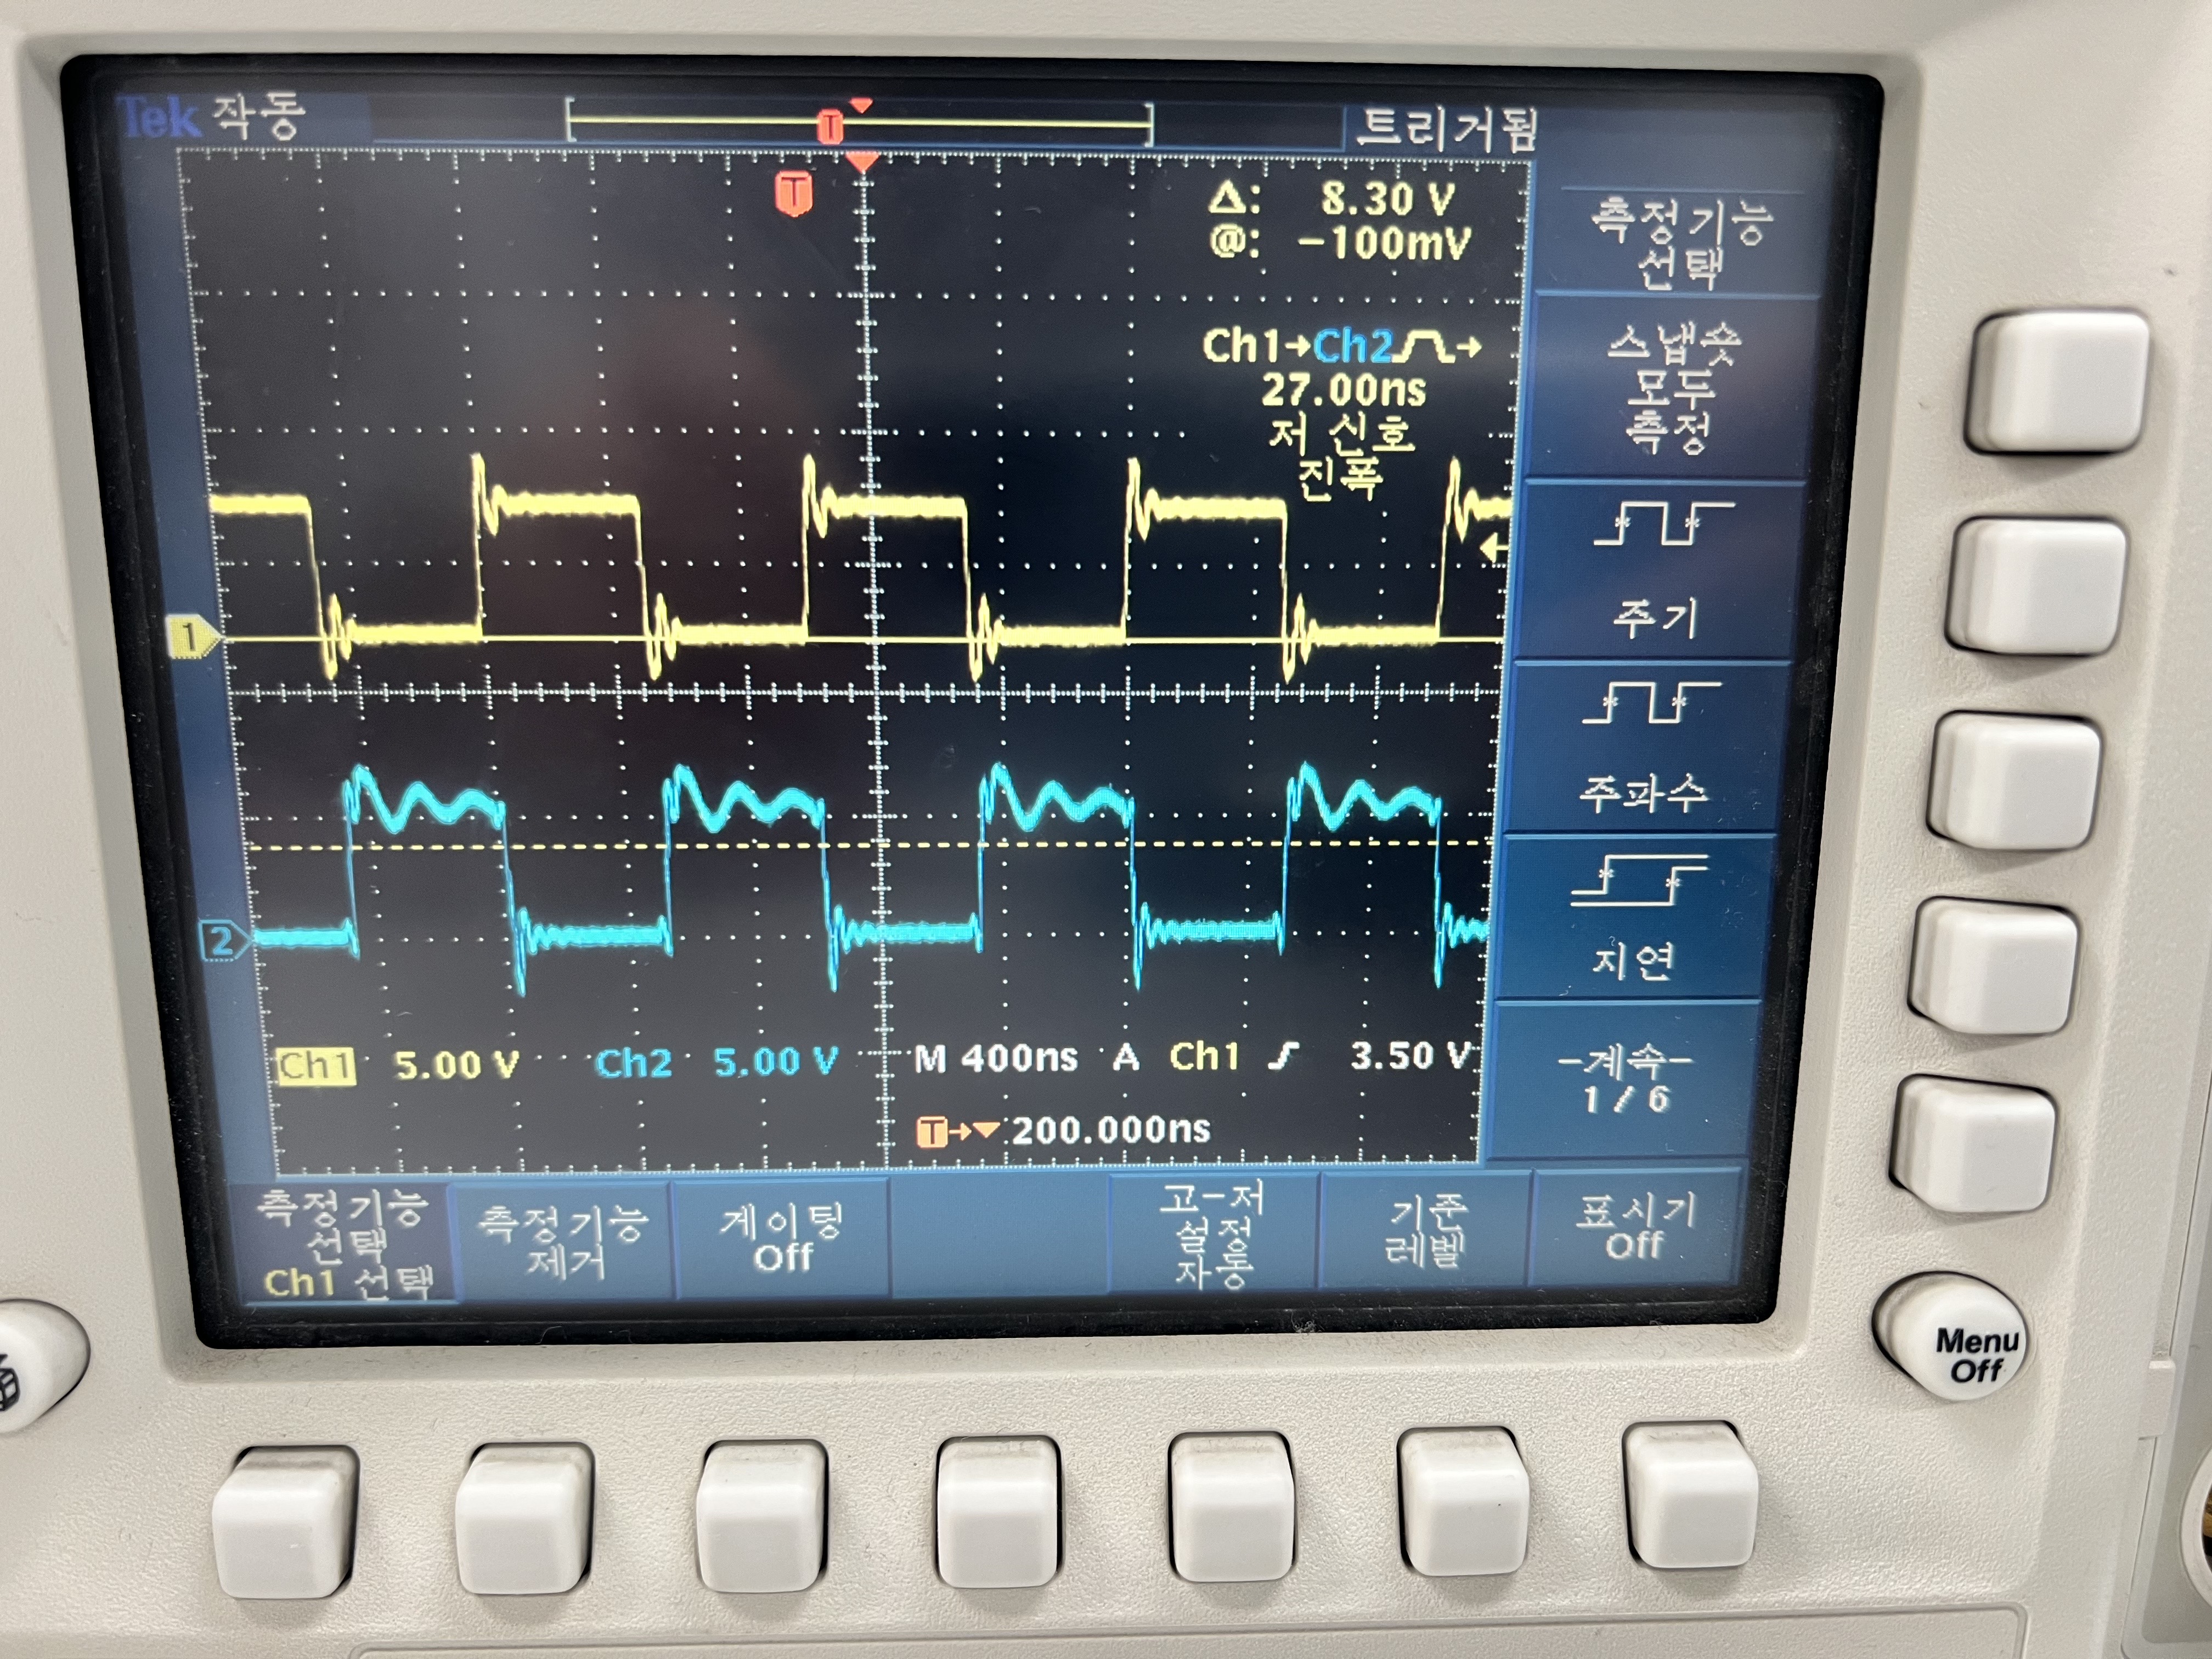 Tek 작동
트리거됨
T
T
Δ: 8.30 V
@: -100mV
Ch1→Ch2
27.00ns
저 신호
진폭
1
2
Ch1 5.00 V Ch2 5.00 V M 400ns A Ch1 3.50 V
T→▼ 200.000ns
측정기능
선택
스냅숏
모두
측정
주기
주파수
지연
-계속-
1 / 6
측정기능
선택
Ch1 선택
측정기능
제거
게이팅
Off
고-저
설정
자동
기준
레벨
표시기
Off
Menu
Off